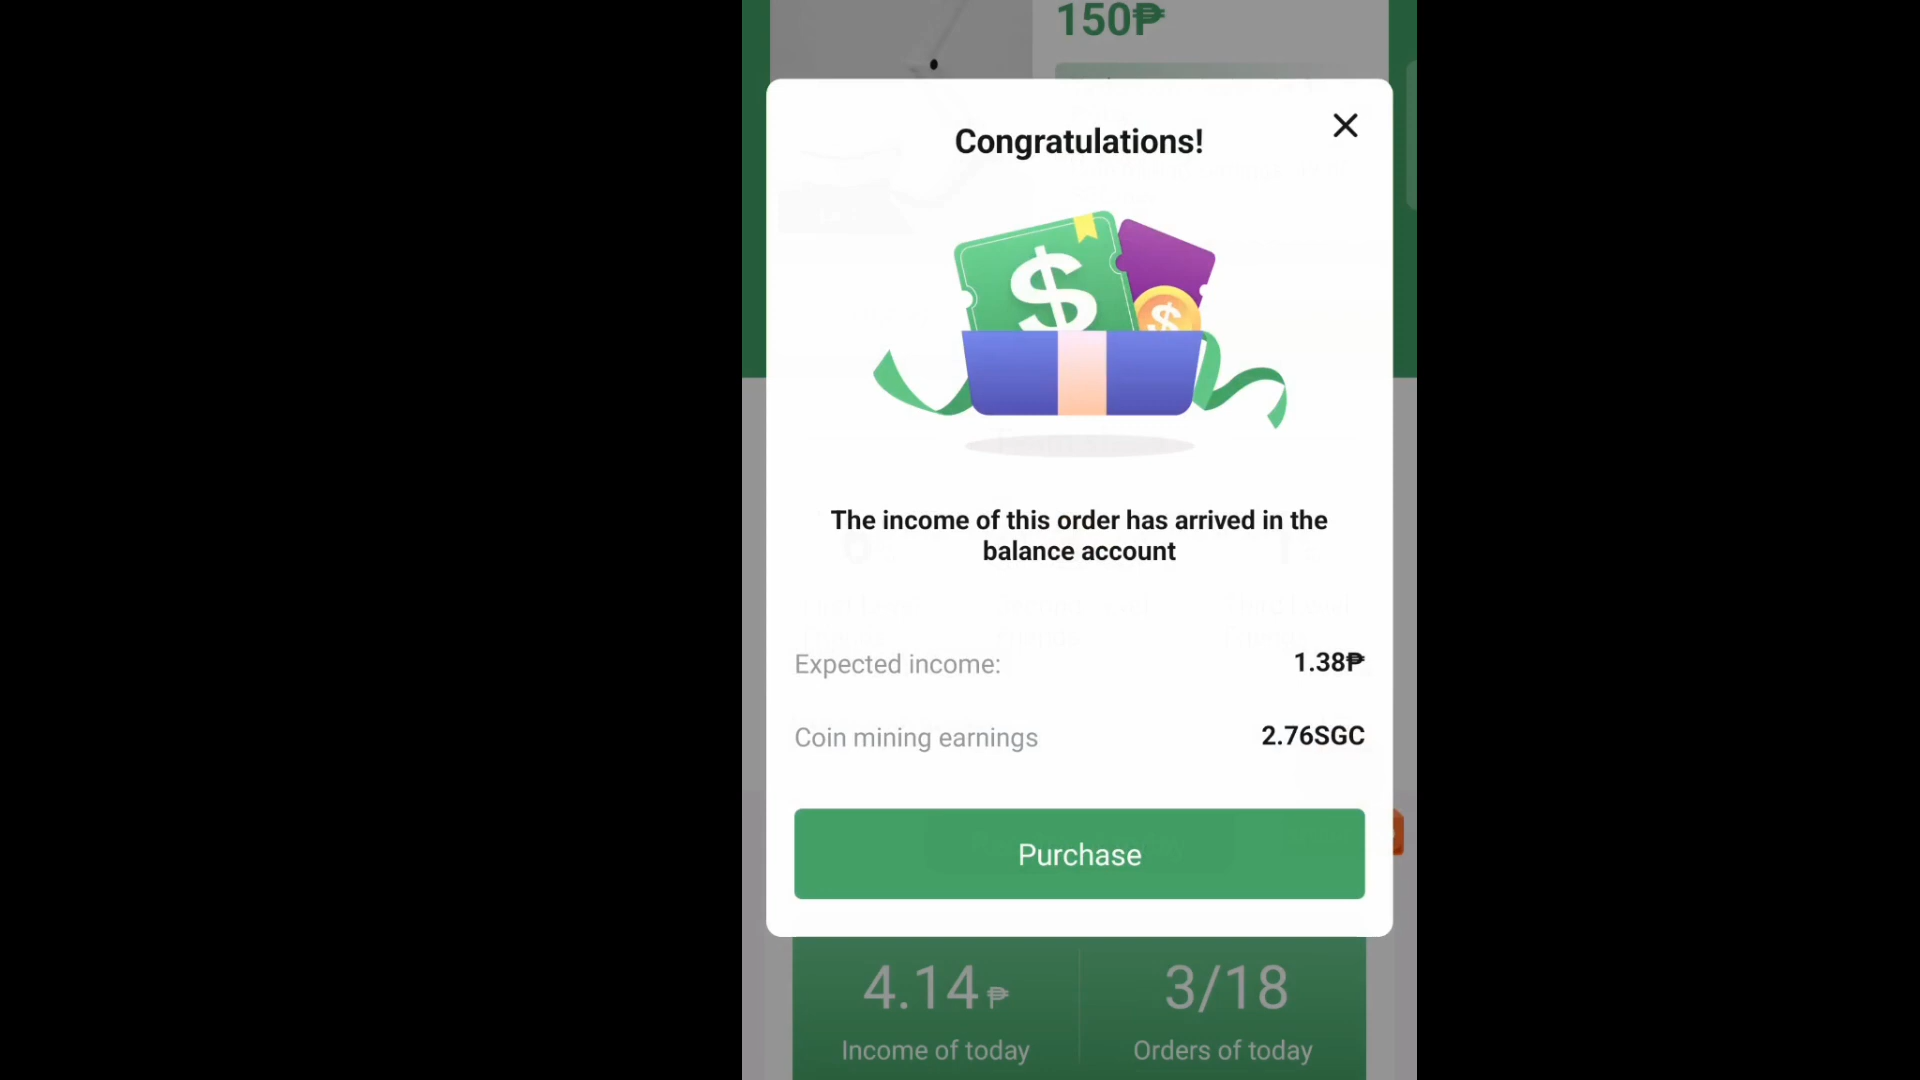 150₱
Congratulations!
The income of this order has arrived in the
balance account
Expected income:
1.38₱
Coin mining earnings
2.76SGC
Purchase
4.14 ₱
3/18
Income of today
Orders of today